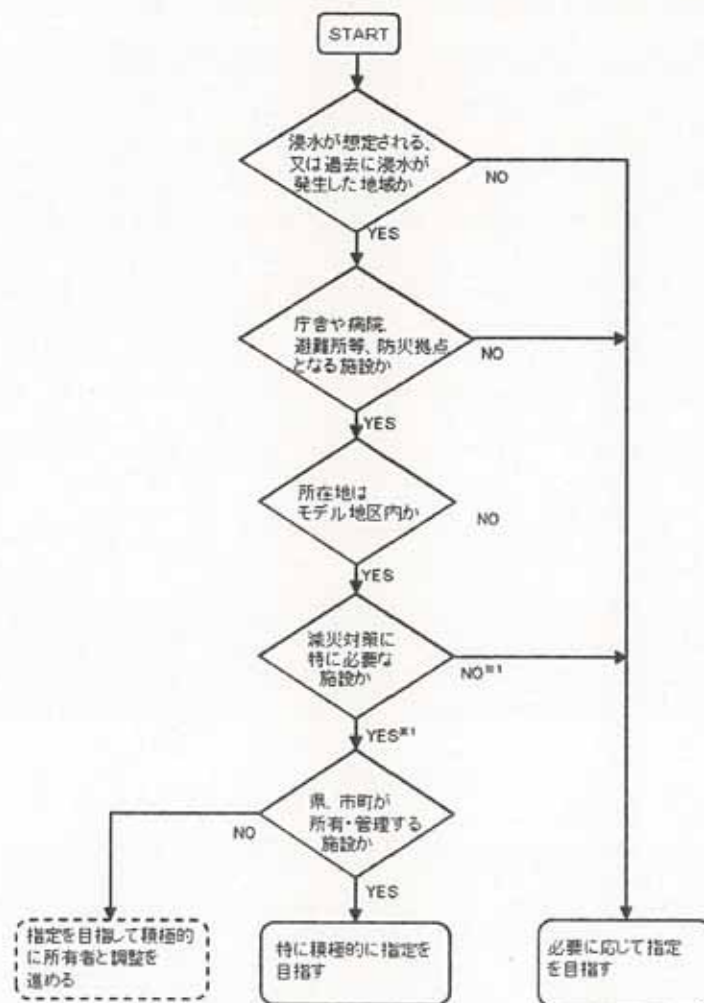 START
浸水が想定される、
又は過去に浸水が
発生した地域か
NO
YES
庁舎や病院、
避難所等、防災拠点
となる施設か
NO
YES
所在地は
モデル地区内か
NO
YES
減災対策に
特に必要な
施設か
NO※1
YES※1
県、市町が
所有・管理する
施設か
NO
YES
指定を目指して積極的
に所有者と調整を
進める
特に積極的に指定を
目指す
必要に応じて指定
を目指す